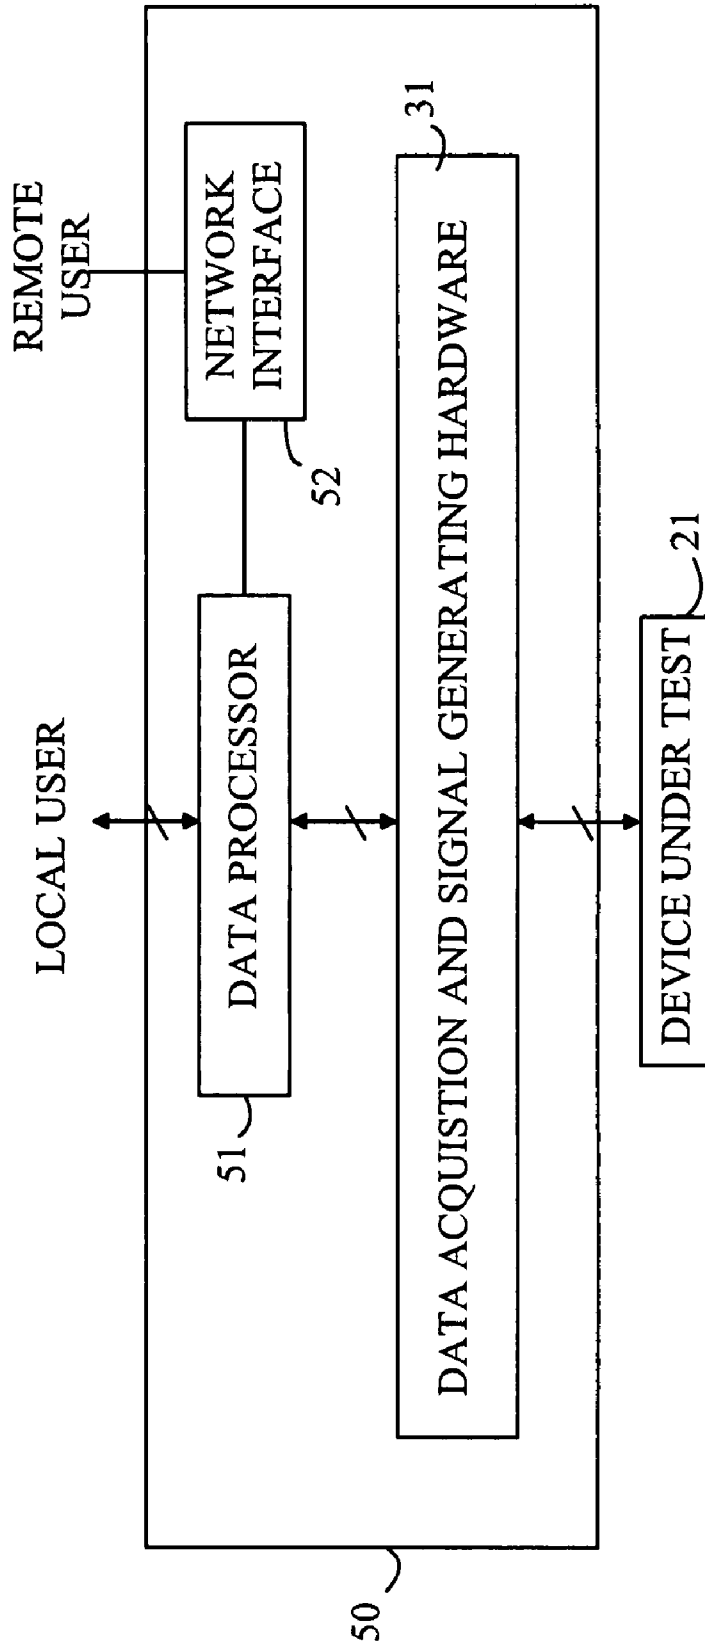 LOCAL USER
REMOTE
USER
DATA PROCESSOR
51
NETWORK
INTERFACE
52
DATA ACQUISTION AND SIGNAL GENERATING HARDWARE
31
50
DEVICE UNDER TEST
21